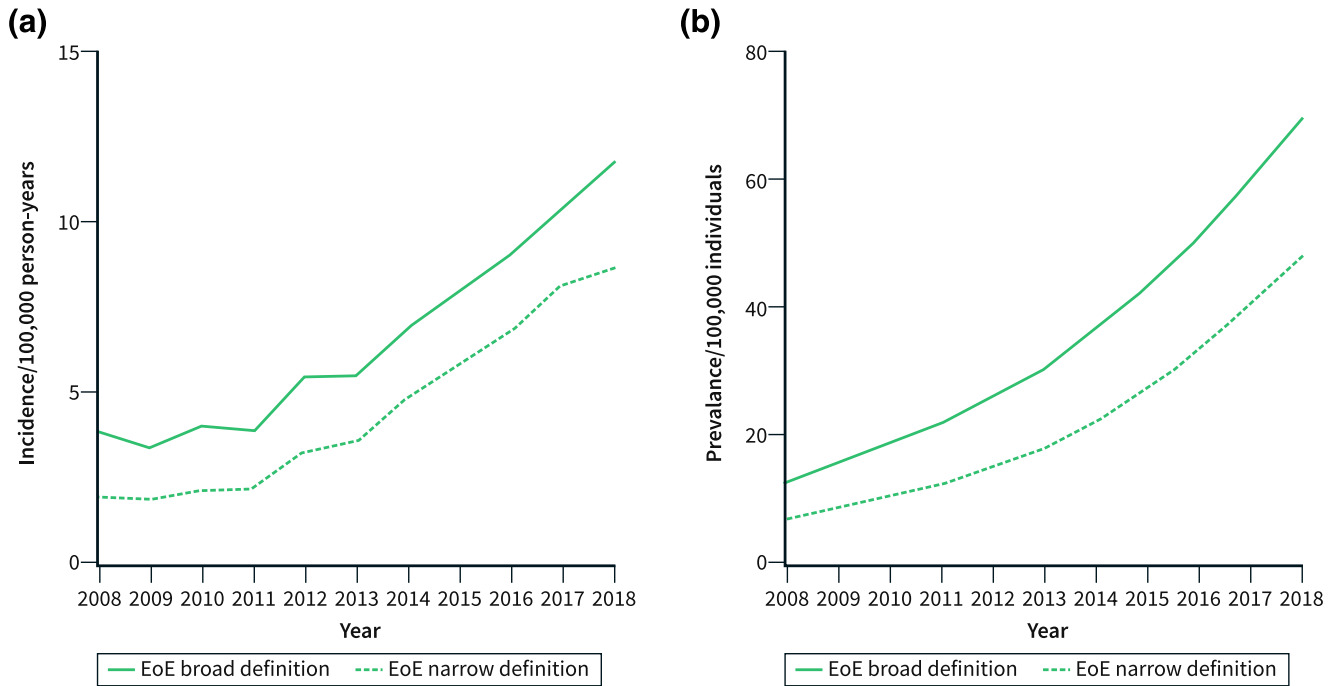 (a)
15
10
5
0
Incidence/100,000 person-years
2008 2009 2010 2011 2012 2013 2014 2015 2016 2017 2018
Year
EoE broad definition EoE narrow definition
(b)
80
60
40
20
0
Prevalance/100,000 individuals
2008 2009 2010 2011 2012 2013 2014 2015 2016 2017 2018
Year
EoE broad definition EoE narrow definition